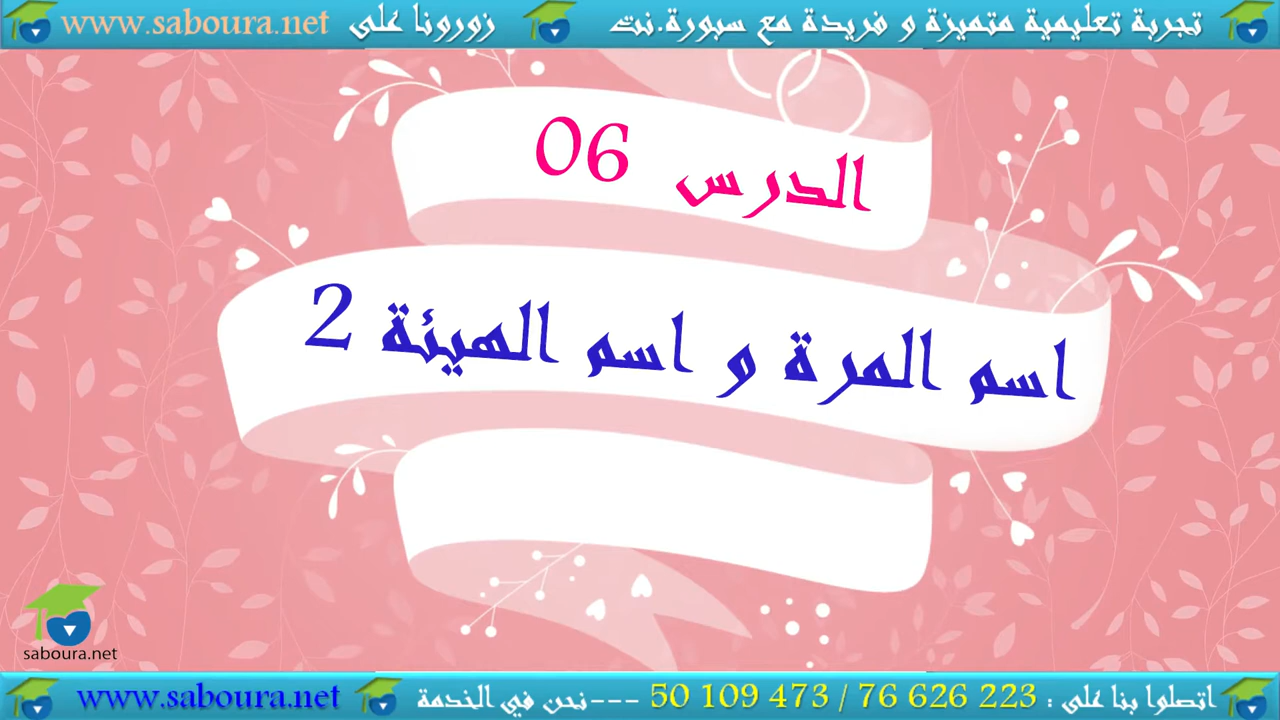 تجربة تعليمية متميزة و فريدة مع سبورة.نت زورونا على www.saboura.net
الدرس 06
اسم المرة و اسم الهيئة 2
saboura.net
اتصلوا بنا على : 50 109 473 / 76 626 223 ---نحن في الخدمة www.saboura.net